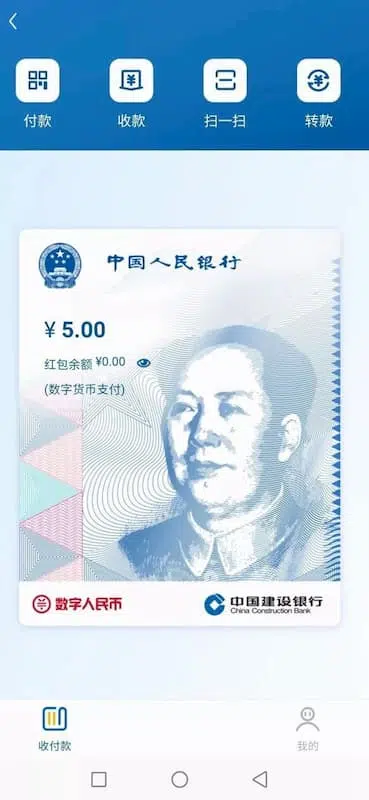 付款
收款
扫一扫
转款
中国人民银行
¥ 5.00
红包余额 ¥0.00
(数字货币支付)
数字人民币
中国建设银行
China Construction Bank
收付款
我的